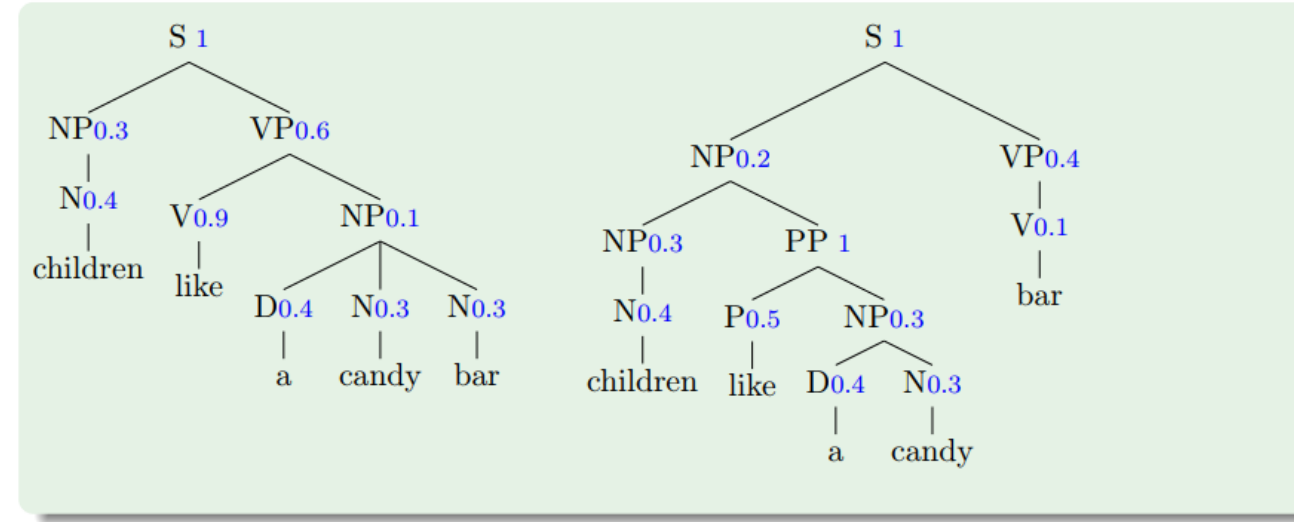 S 1
NP0.3 VP0.6
N0.4 V0.9 NP0.1
children like D0.4 N0.3 N0.3
a candy bar
S 1
NP0.2 VP0.4
NP0.3 PP 1 V0.1
N0.4 P0.5 NP0.3 bar
children like D0.4 N0.3
a candy